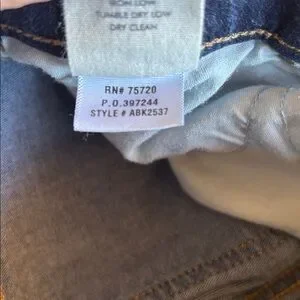 IRON LOW
TUMBLE DRY LOW
DRY CLEAN
RN# 75720
P.O.397244
STYLE # ABK2537